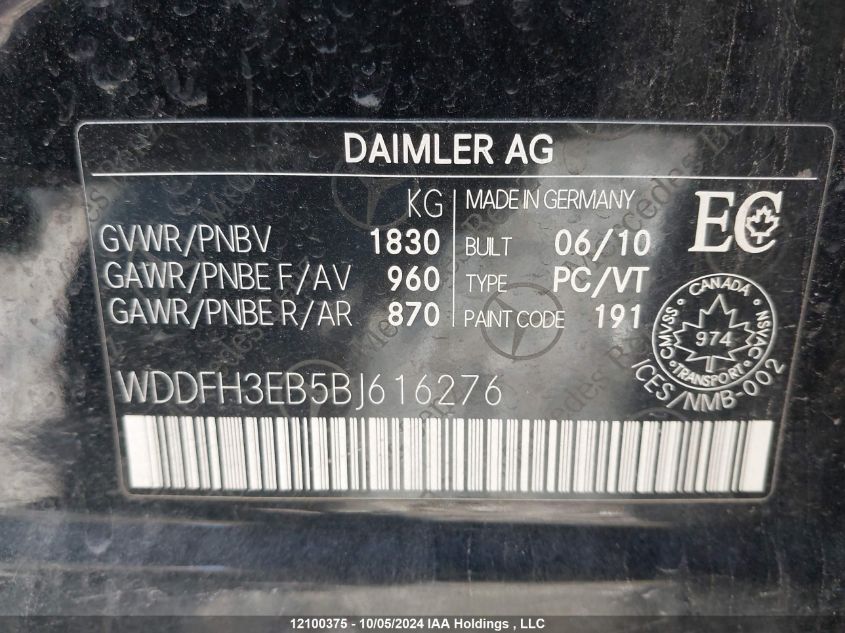 DAIMLER AG
KG
GVWR/PNBV 1830
GAWR/PNBE F/AV 960
GAWR/PNBE R/AR 870
MADE IN GERMANY
BUILT 06/10
TYPE PC/VT
PAINT CODE 191
EC
CANADA
CMVSS 974 NSVAC
TRANSPORT
ICES/NMB-002
WDDFH3EB5BJ616276
Mercedes Benz
12100375 - 10/05/2024 IAA Holdings , LLC